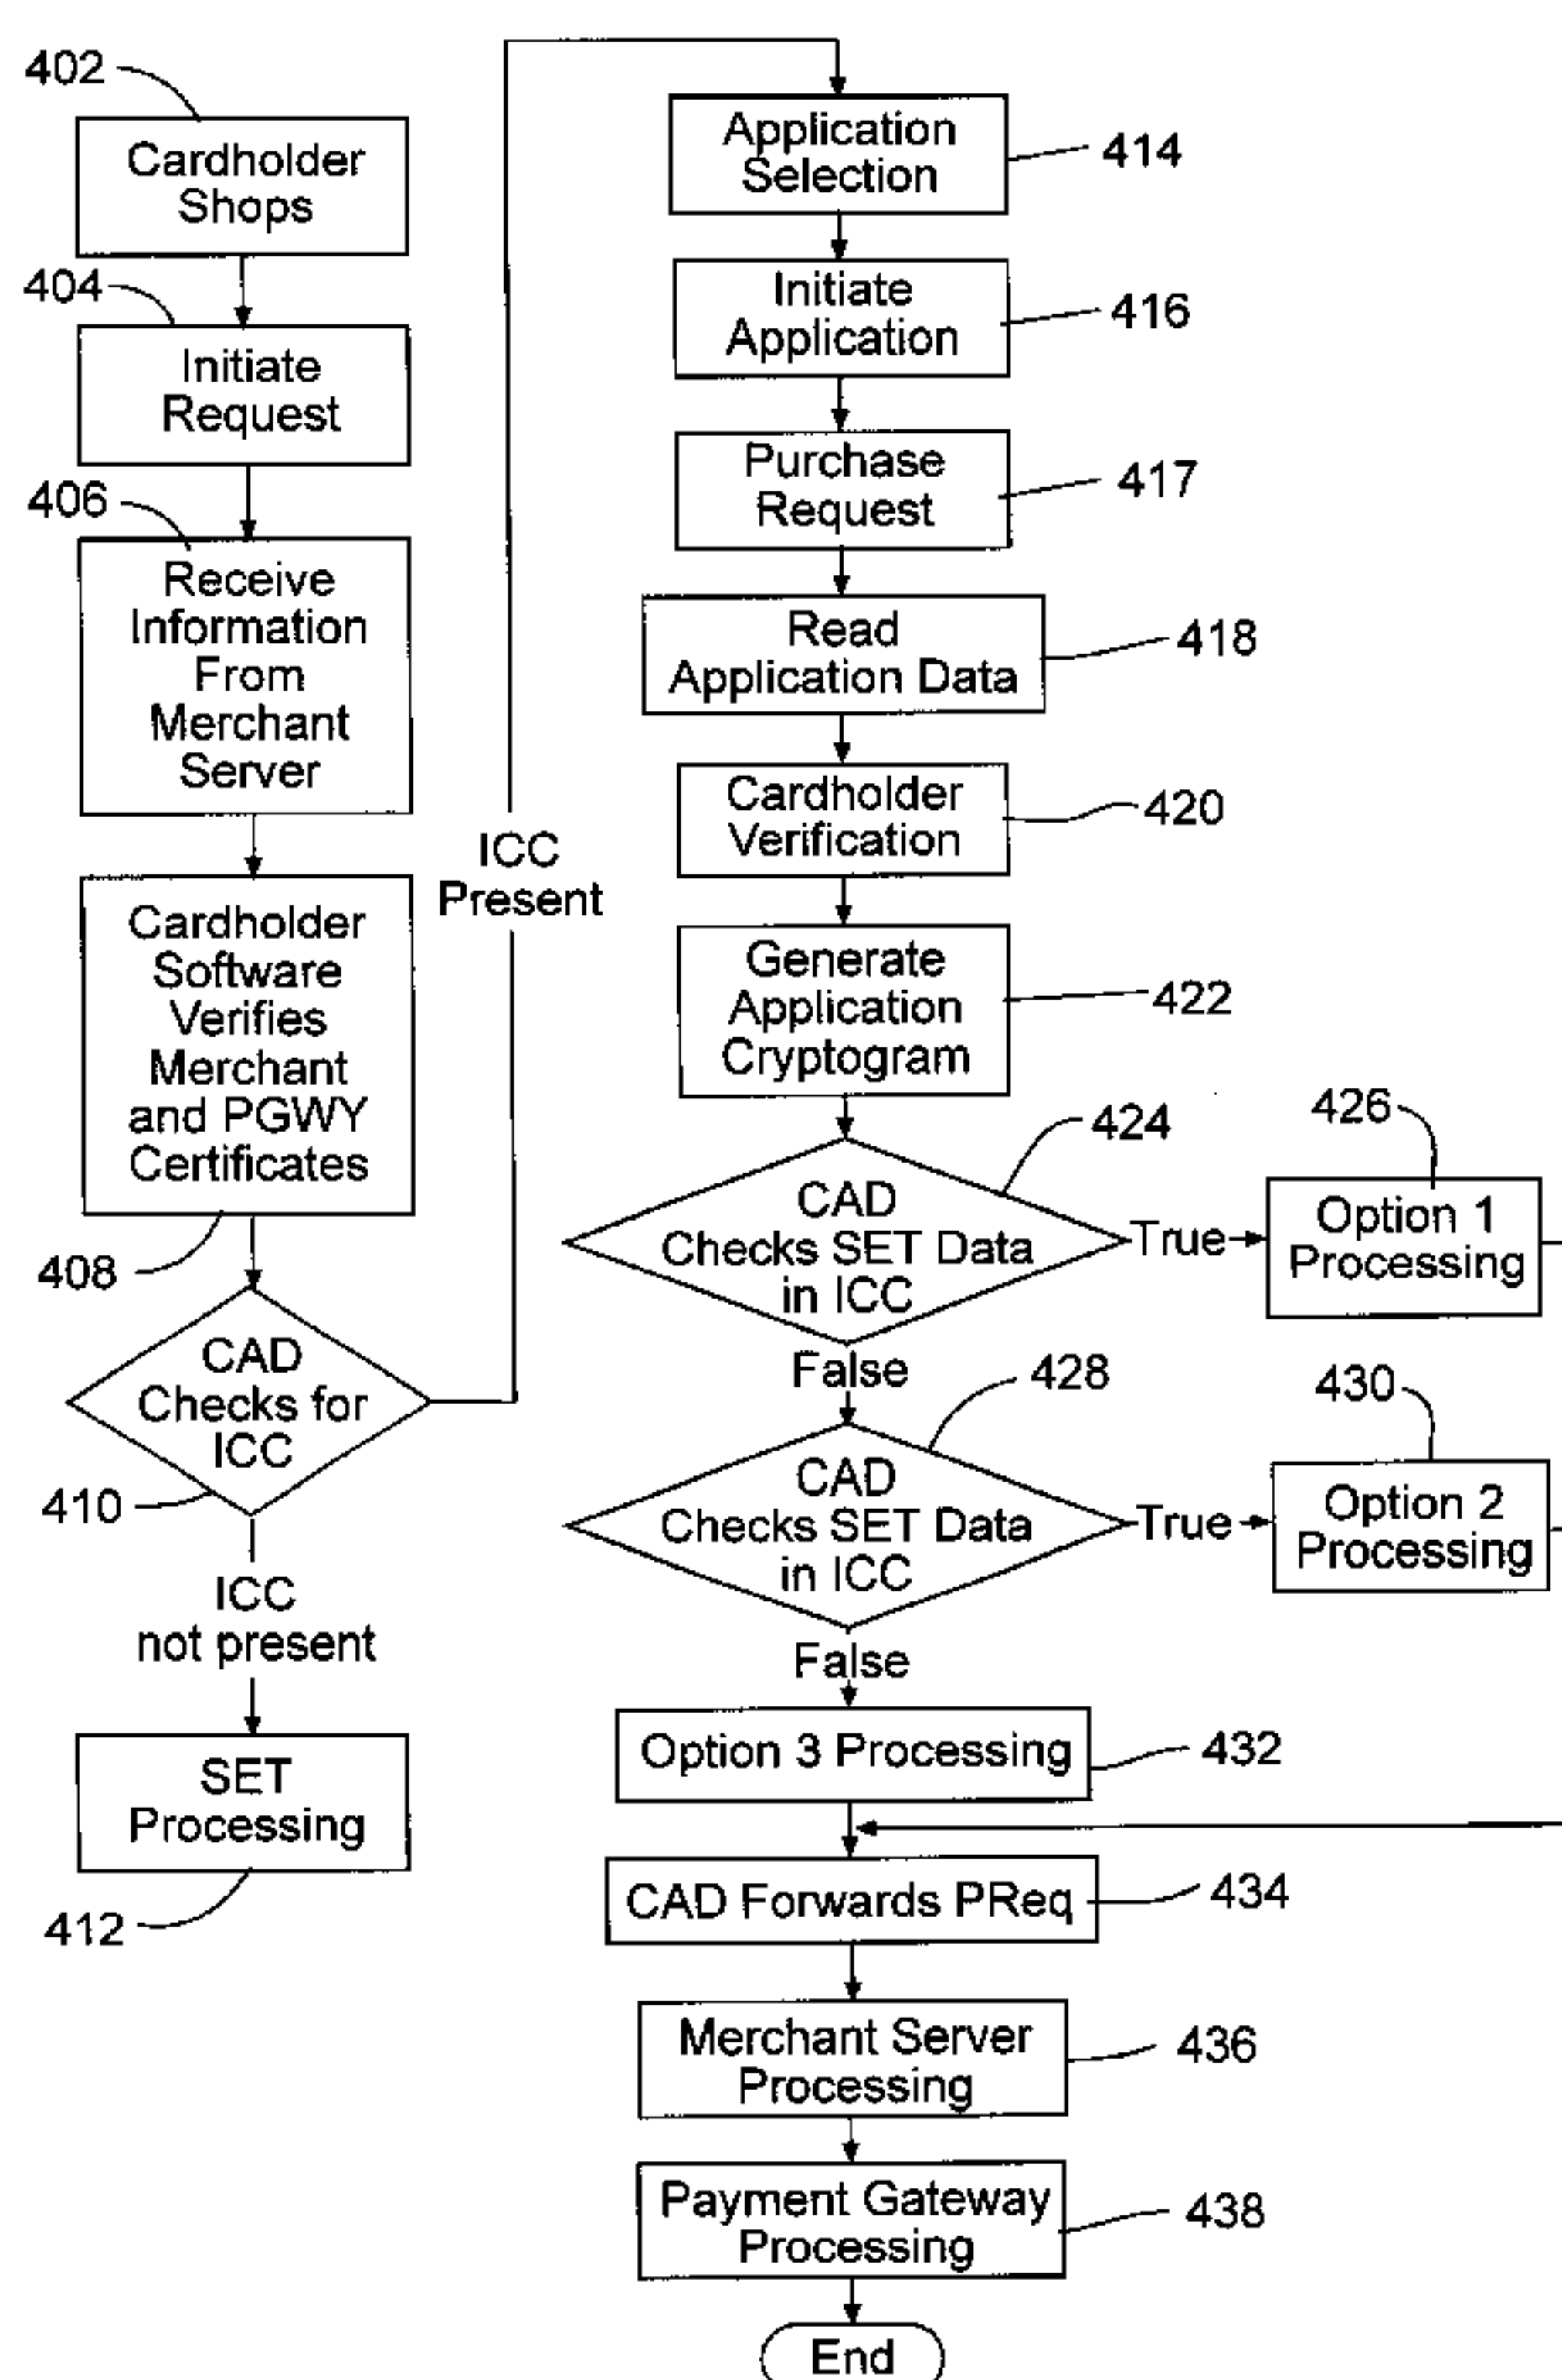 402
Cardholder
Shops
404
Initiate
Request
406
Receive
Information
From
Merchant
Server
Cardholder
Software
Verifies
Merchant
and PGWY
Certificates
408
CAD
Checks for
ICC
410
ICC
not present
SET
Processing
412
ICC
Present
Application
Selection
414
Initiate
Application
416
Purchase
Request
417
Read
Application Data
418
Cardholder
Verification
420
Generate
Application
Cryptogram
422
CAD
Checks SET Data
in ICC
424
True
426
Option 1
Processing
False
CAD
Checks SET Data
in ICC
428
True
430
Option 2
Processing
False
Option 3 Processing
432
CAD Forwards PReq
434
Merchant Server
Processing
436
Payment Gateway
Processing
438
End